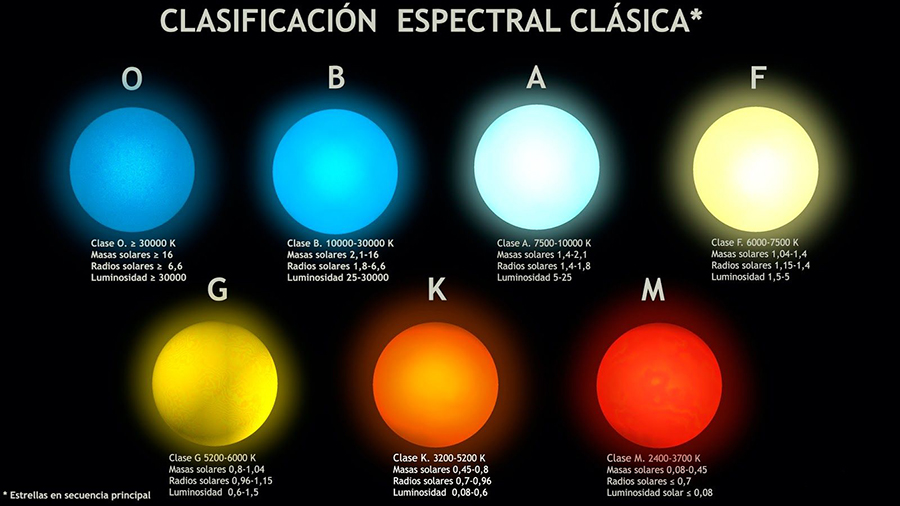 CLASIFICACIÓN ESPECTRAL CLÁSICA*
O
Clase O. ≥ 30000 K
Masas solares ≥ 16
Radios solares ≥ 6,6
Luminosidad ≥ 30000
B
Clase B. 10000-30000 K
Masas solares 2,1-16
Radios solares 1,8-6,6
Luminosidad 25-30000
A
Clase A. 7500-10000 K
Masas solares 1,4-2,1
Radios solares 1,4-1,8
Luminosidad 5-25
F
Clase F. 6000-7500 K
Masas solares 1,04-1,4
Radios solares 1,15-1,4
Luminosidad 1,5-5
G
Clase G 5200-6000 K
Masas solares 0,8-1,04
Radios solares 0,96-1,15
Luminosidad 0,6-1,5
K
Clase K. 3200-5200 K
Masas solares 0,45-0,8
Radios solares 0,7-0,96
Luminosidad 0,08-0,6
M
Clase M. 2400-3700 K
Masas solares 0,08-0,45
Radios solares ≤ 0,7
Luminosidad solar ≤ 0,08
* Estrellas en secuencia principal